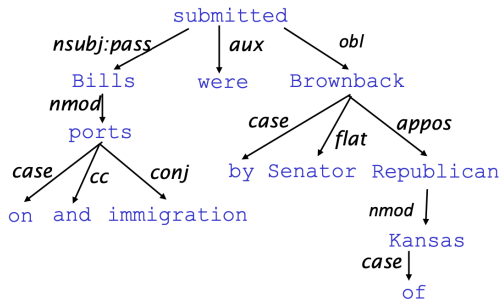 submitted
nsubj:pass aux obl
Bills were Brownback
nmod case flat appos
ports
case cc conj by Senator Republican
on and immigration nmod
Kansas
case
of